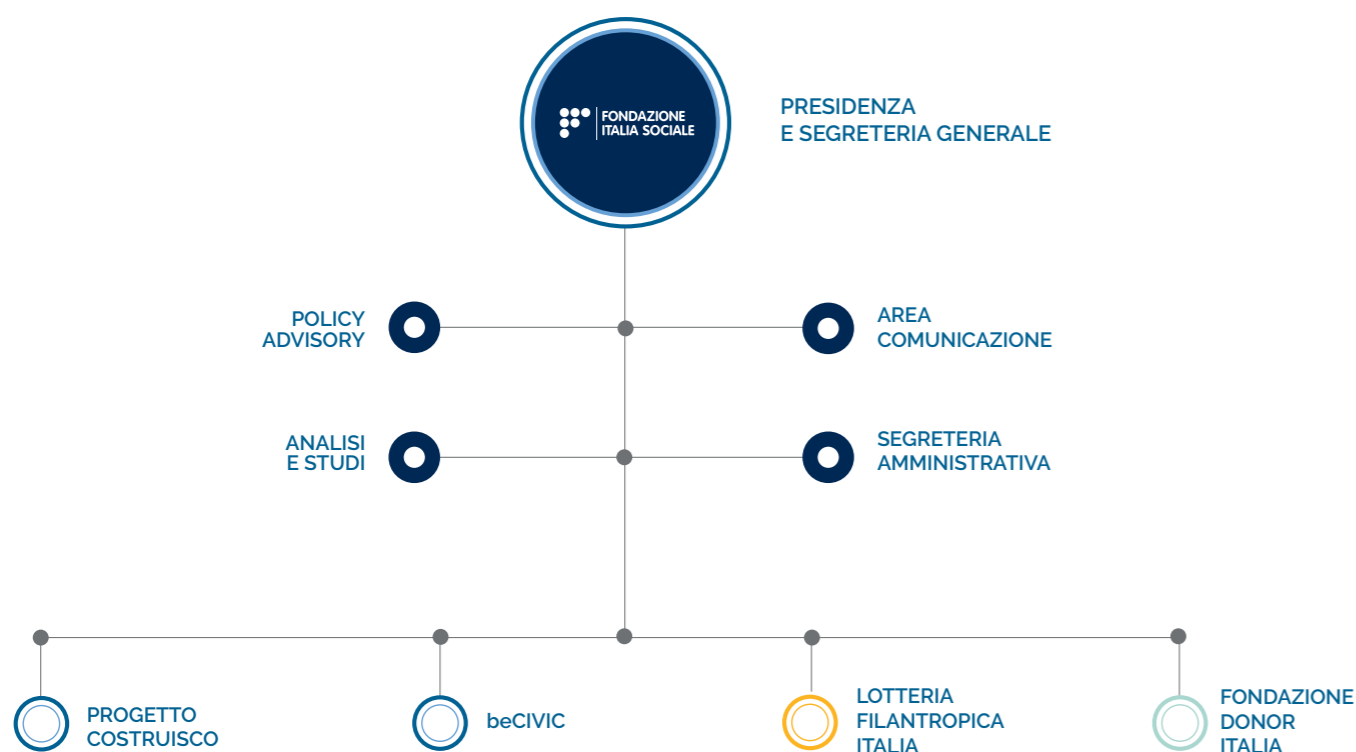 FONDAZIONE
ITALIA SOCIALE
PRESIDENZA
E SEGRETERIA GENERALE
POLICY
ADVISORY
AREA
COMUNICAZIONE
ANALISI
E STUDI
SEGRETERIA
AMMINISTRATIVA
PROGETTO
COSTRUISCO
beCIVIC
LOTTERIA
FILANTROPICA
ITALIA
FONDAZIONE
DONOR
ITALIA